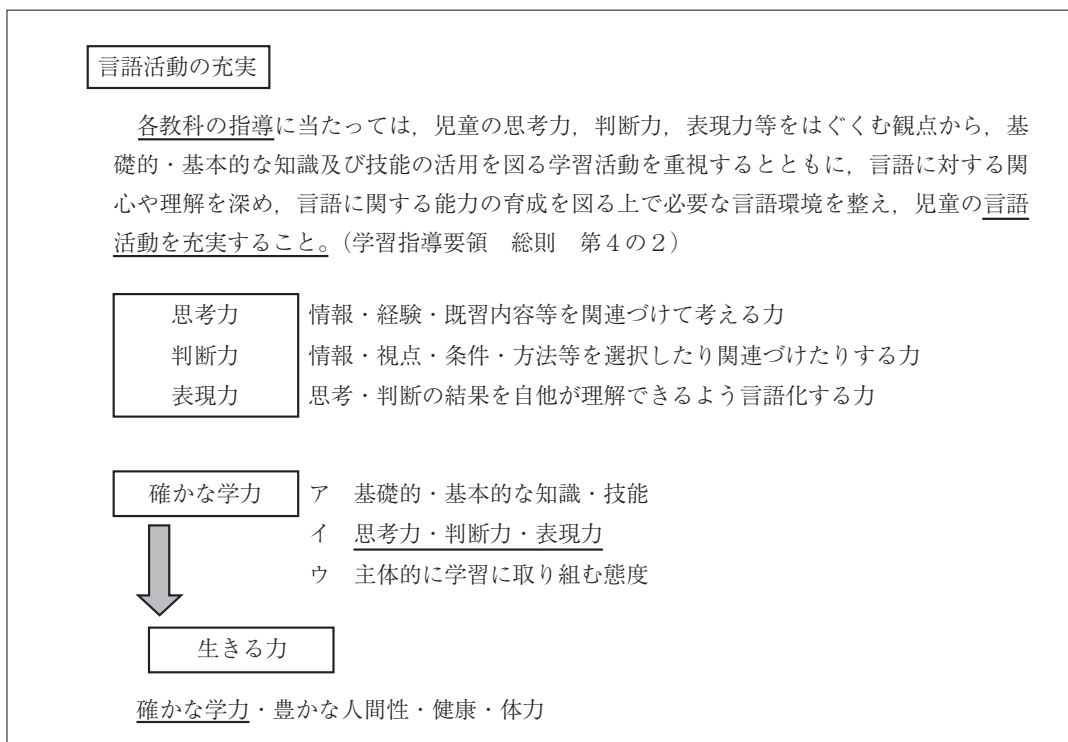 言語活動の充実
各教科の指導に当たっては，児童の思考力，判断力，表現力等をはぐくむ観点から，基
礎的・基本的な知識及び技能の活用を図る学習活動を重視するとともに，言語に対する関
心や理解を深め，言語に関する能力の育成を図る上で必要な言語環境を整え，児童の言語
活動を充実すること。（学習指導要領　総則　第４の２）
思考力　情報・経験・既習内容等を関連づけて考える力
判断力　情報・視点・条件・方法等を選択したり関連づけたりする力
表現力　思考・判断の結果を自他が理解できるよう言語化する力
確かな学力　ア　基礎的・基本的な知識・技能
イ　思考力・判断力・表現力
ウ　主体的に学習に取り組む態度
生きる力
確かな学力・豊かな人間性・健康・体力